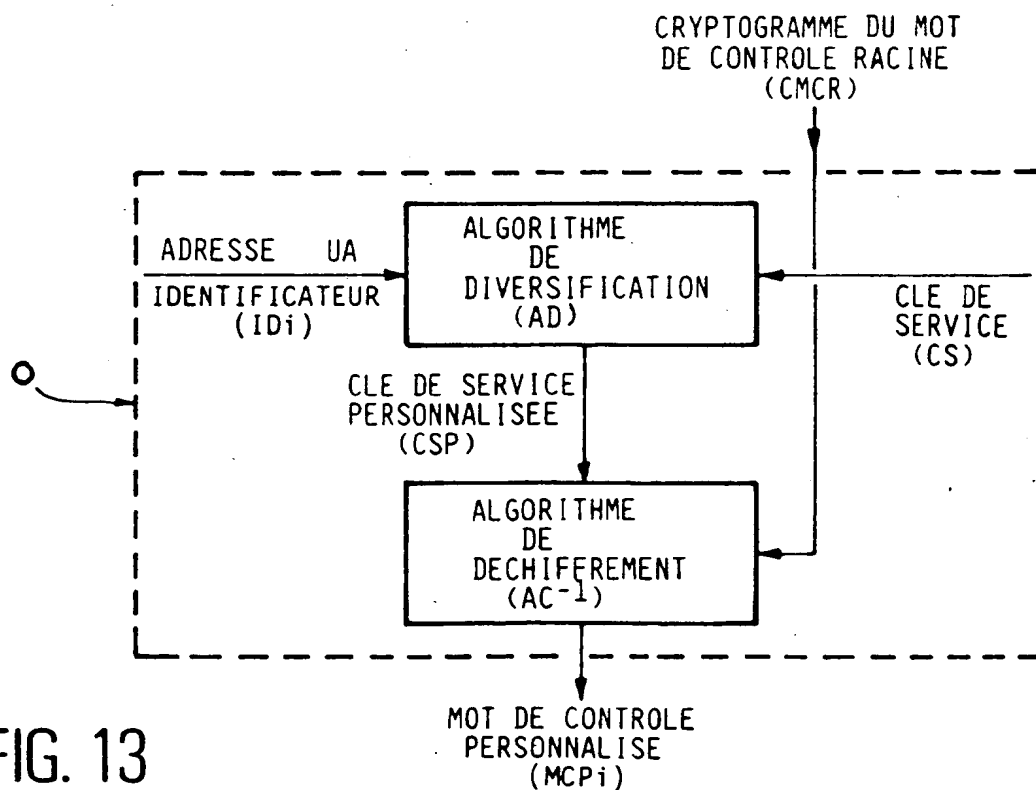 CRYPTOGRAMME DU MOT
DE CONTROLE RACINE
(CMCR)
ADRESSE UA
IDENTIFICATEUR
(IDi)
ALGORITHME
DE
DIVERSIFICATION
(AD)
CLE DE
SERVICE
(CS)
CLE DE SERVICE
PERSONNALISEE
(CSP)
ALGORITHME
DE
DECHIFFREMENT
(AC-1)
MOT DE CONTROLE
PERSONNALISE
(MCPi)
FIG. 13